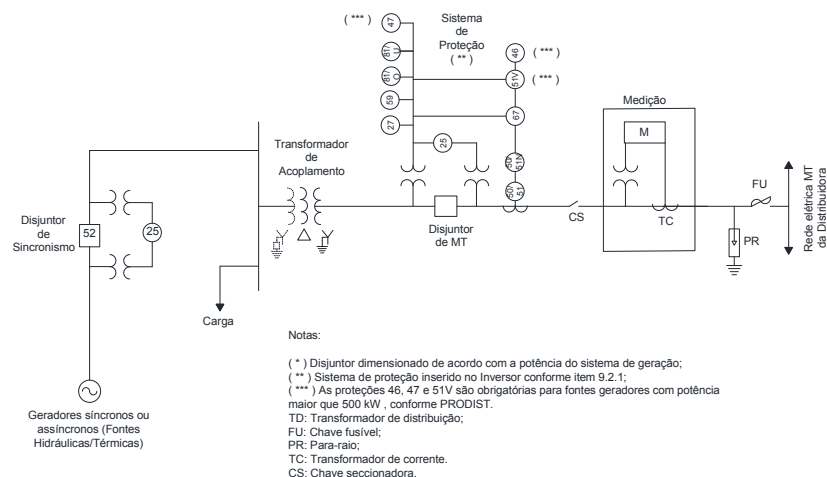 ( *** )
47
Sistema
de
Proteção
( ** )
81/
U
81/
O
59
27
25
46
( *** )
51V
( *** )
67
50/
51N
50/
51
Medição
M
TC
CS
FU
PR
Rede elétrica MT
da Distribuidora
Transformador
de
Acoplamento
Disjuntor
de MT
Disjuntor
de
Sincronismo
52
25
Carga
Geradores síncronos ou
assíncronos (Fontes
Hidráulicas/Térmicas)
Notas:
( * ) Disjuntor dimensionado de acordo com a potência do sistema de geração;
( ** ) Sistema de proteção inserido no Inversor conforme item 9.2.1;
( *** ) As proteções 46, 47 e 51V são obrigatórias para fontes geradores com potência
maior que 500 kW , conforme PRODIST.
TD: Transformador de distribuição;
FU: Chave fusível;
PR: Para-raio;
TC: Transformador de corrente.
CS: Chave seccionadora.